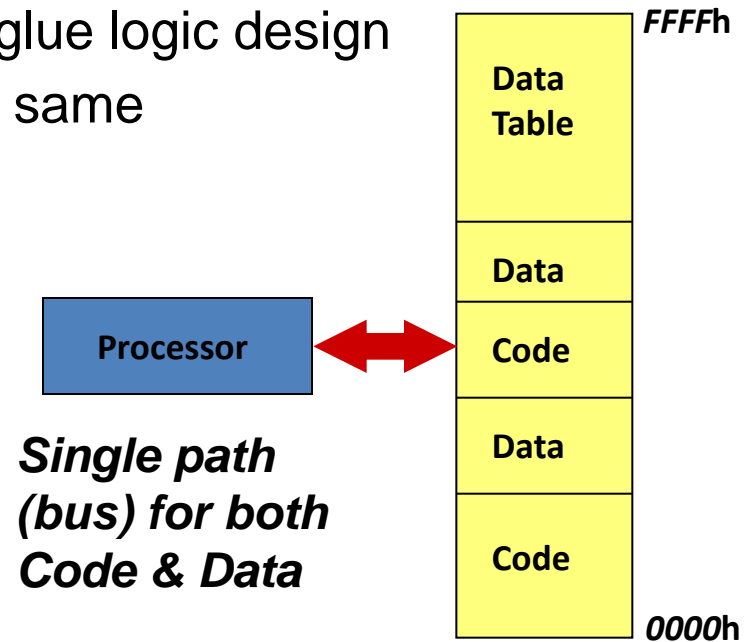 glue logic design
same
FFFFh
Data
Table
Data
Processor
Code
Single path
(bus) for both
Code & Data
Data
Code
0000h